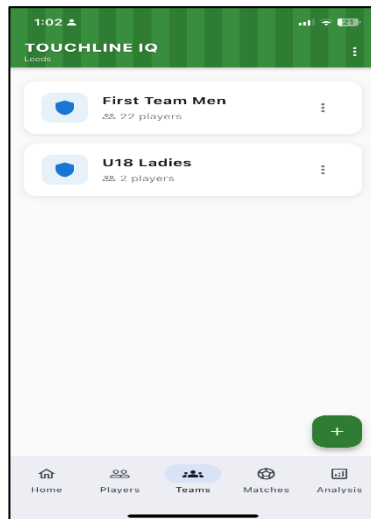 1:02
21
TOUCHLINE IQ
Leeds
First Team Men
22 players
U18 Ladies
2 players
Home Players Teams Matches Analysis